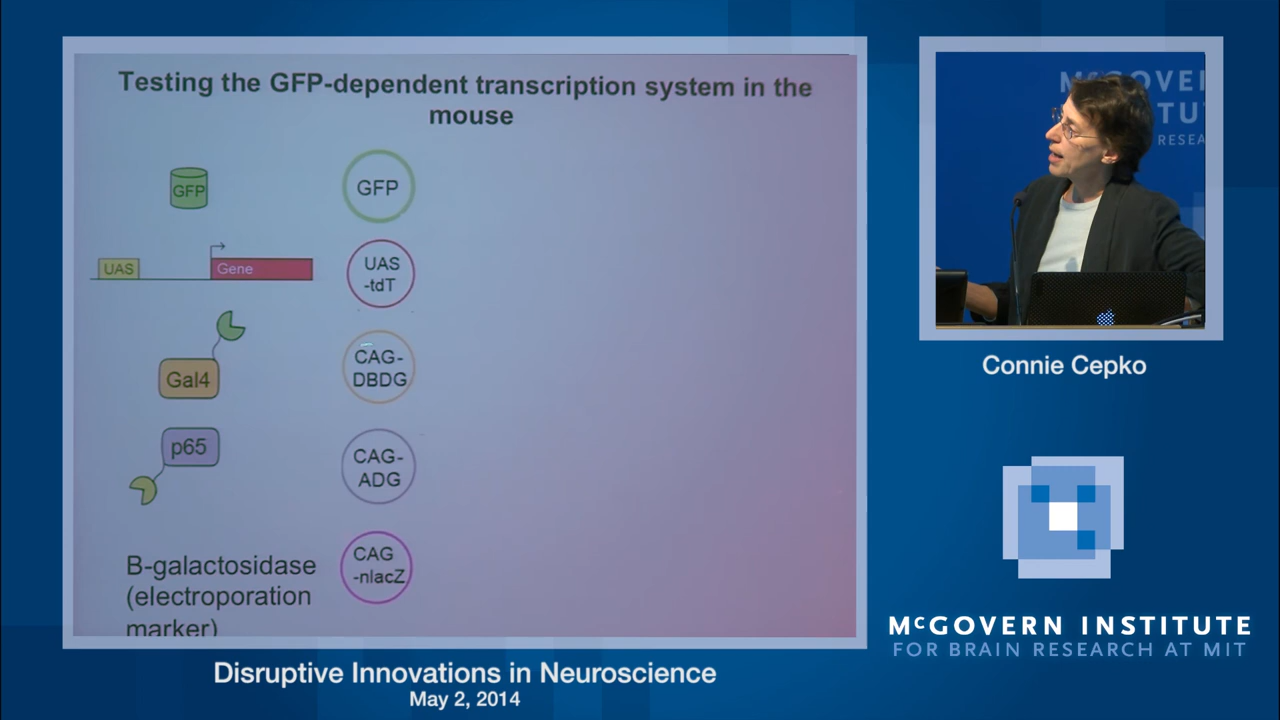 Testing the GFP-dependent transcription system in the
mouse
GFP
GFP
UAS
Gene
UAS
-tdT
Gal4
CAG-
DBDG
p65
CAG-
ADG
B-galactosidase
(electroporation
marker)
CAG
-nlacZ
Disruptive Innovations in Neuroscience
May 2, 2014
McGOVER
TU
RESEA
Connie Cepko
McGOVERN INSTITUTE
FOR BRAIN RESEARCH AT MIT